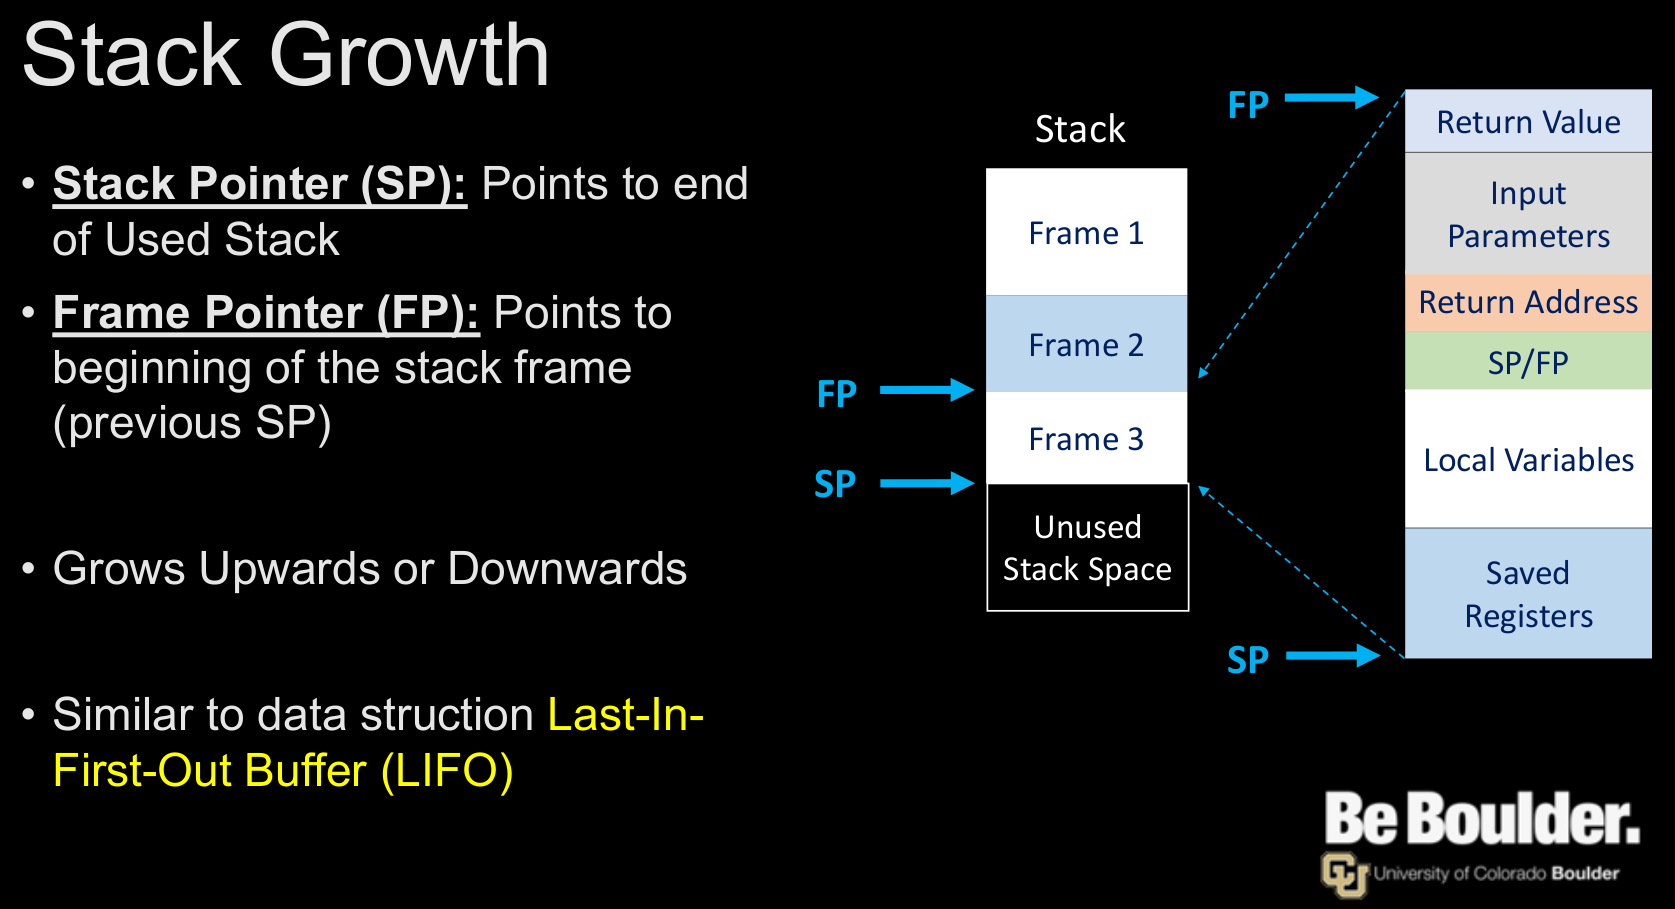 Stack Growth
• Stack Pointer (SP): Points to end
of Used Stack
• Frame Pointer (FP): Points to
beginning of the stack frame
(previous SP)
• Grows Upwards or Downwards
• Similar to data struction Last-In-
First-Out Buffer (LIFO)
Stack
Frame 1
Frame 2
FP
Frame 3
SP
Unused
Stack Space
FP
Return Value
Input
Parameters
Return Address
SP/FP
Local Variables
Saved
Registers
SP
Be Boulder.
CU
University of Colorado Boulder